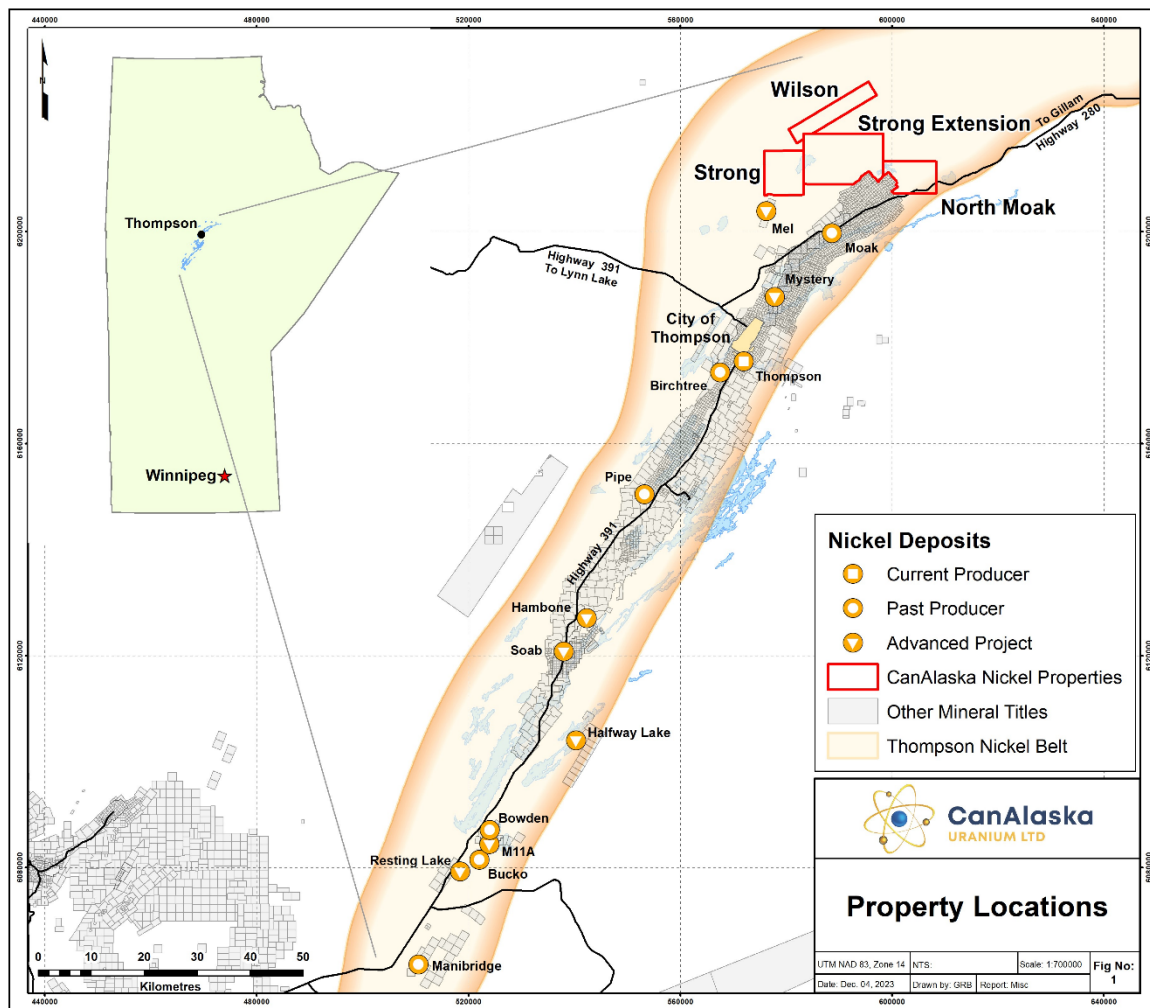 440000
480000
520000
560000
600000
640000
N
Wilson
Strong Extension
To Gillam
Highway 280
Strong
North Moak
Thompson
6200000
6200000
Mel
Moak
Highway 391
To Lynn Lake
Mystery
City of
Thompson
Birchtree
Thompson
6160000
6160000
Winnipeg
Pipe
Highway 391
Nickel Deposits
Current Producer
Past Producer
Advanced Project
CanAlaska Nickel Properties
Other Mineral Titles
Thompson Nickel Belt
Hambone
Soab
6120000
6120000
Halfway Lake
Bowden
M11A
Resting Lake
Bucko
6080000
6080000
Manibridge
0 10 20 30 40 50
Kilometres
CanAlaska
URANIUM LTD
Property Locations
UTM NAD 83, Zone 14
NTS:
Scale: 1:700000
Fig No:
1
Date: Dec. 04, 2023
Drawn by: GRB
Report: Misc
440000
480000
520000
560000
600000
640000